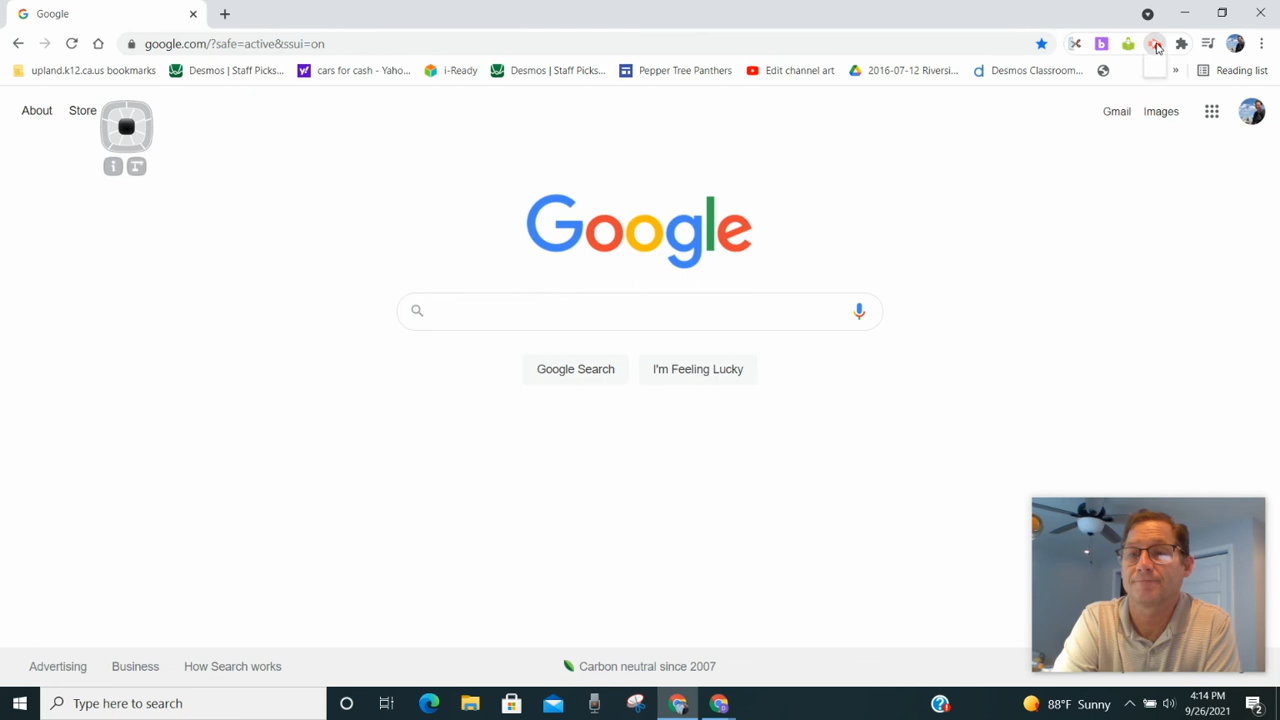 Google
google.com/?safe=active&ssui=on
upland.k12.ca.us bookmarks
Desmos | Staff Picks...
cars for cash - Yaho...
i-Ready
Desmos | Staff Picks...
Pepper Tree Panthers
Edit channel art
2016-07-12 Riversi...
Desmos Classroom...
»
Reading list
About
Store
Gmail
Images
Google
Google Search
I'm Feeling Lucky
Advertising
Business
How Search works
Carbon neutral since 2007
Type here to search
88°F Sunny
4:14 PM
9/26/2021
2